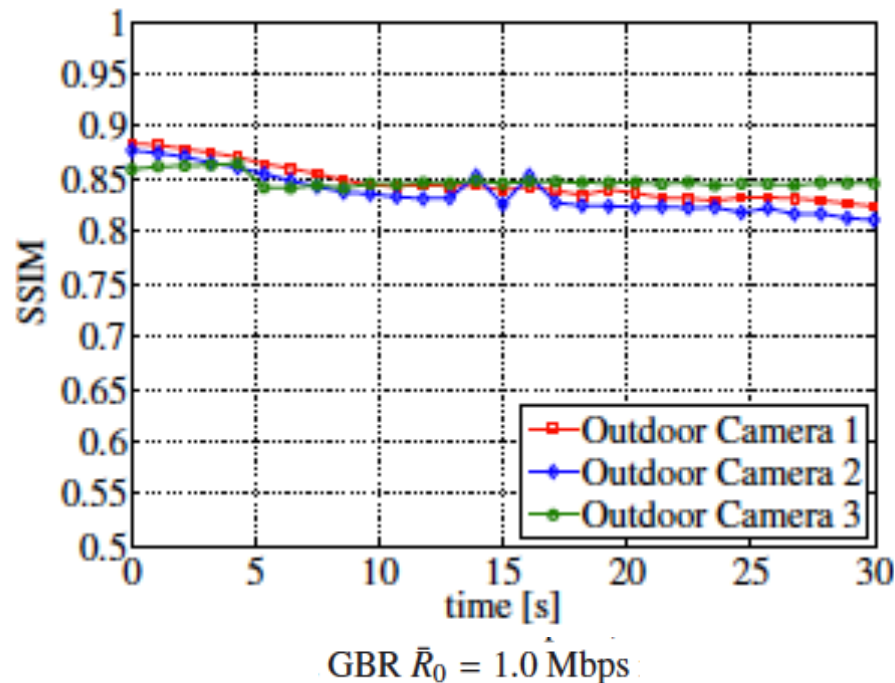 1
0.95
0.9
0.85
0.8
0.75
0.7
0.65
0.6
0.55
0.5
SSIM
Outdoor Camera 1
Outdoor Camera 2
Outdoor Camera 3
0 5 10 15 20 25 30
time [s]
GBR R̄₀ = 1.0 Mbps